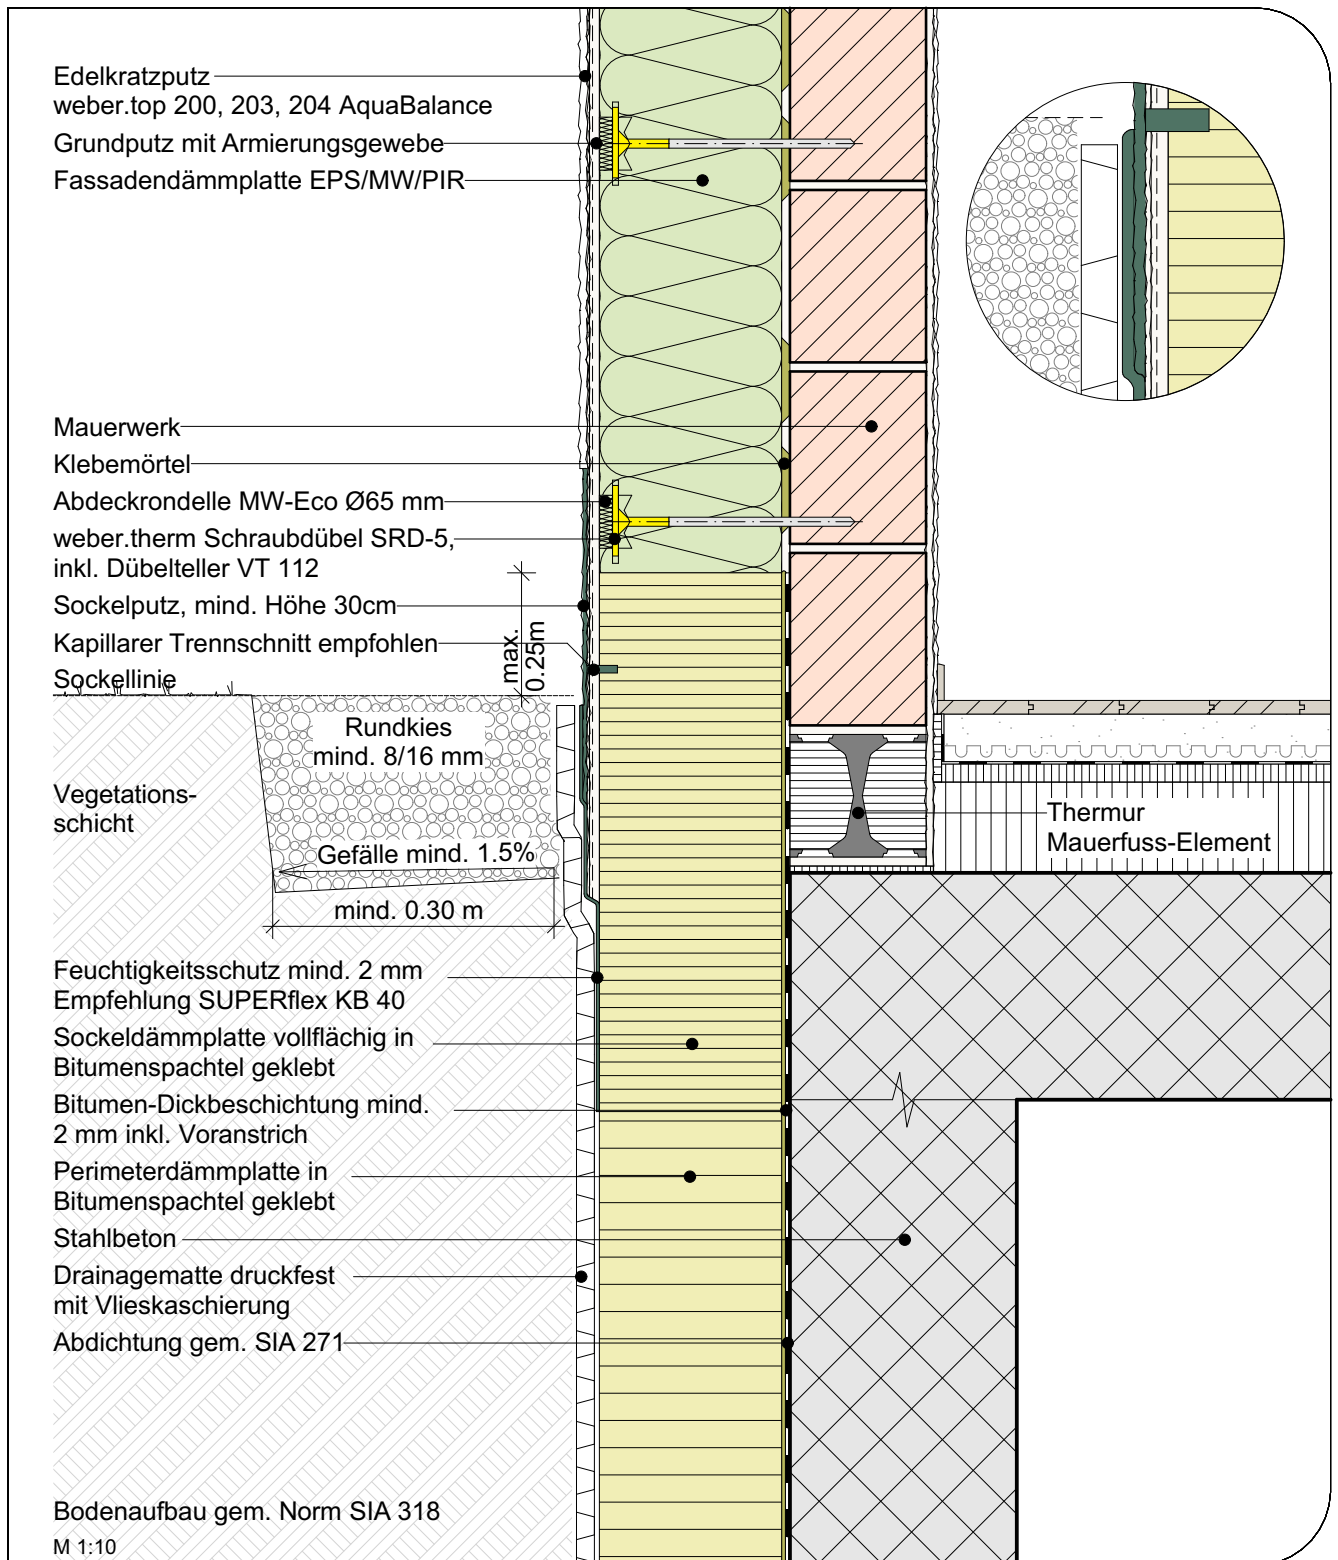 Edelkratzputz
weber.top 200, 203, 204 AquaBalance
Grundputz mit Armierungsgewebe
Fassadendämmplatte EPS/MW/PIR
Mauerwerk
Klebemörtel
Abdeckrondelle MW-Eco Ø65 mm
weber.therm Schraubdübel SRD-5,
inkl. Dübelteller VT 112
Sockelputz, mind. Höhe 30cm
Kapillarer Trennschnitt empfohlen
max.
0.25m
Sockellinie
Rundkies
mind. 8/16 mm
Vegetations-
schicht
Gefälle mind. 1.5%
mind. 0.30 m
Thermur
Mauerfuss-Element
Feuchtigkeitsschutz mind. 2 mm
Empfehlung SUPERflex KB 40
Sockeldämmplatte vollflächig in
Bitumenspachtel geklebt
Bitumen-Dickbeschichtung mind.
2 mm inkl. Voranstrich
Perimeterdämmplatte in
Bitumenspachtel geklebt
Stahlbeton
Drainagematte druckfest
mit Vlieskaschierung
Abdichtung gem. SIA 271
Bodenaufbau gem. Norm SIA 318
M 1:10